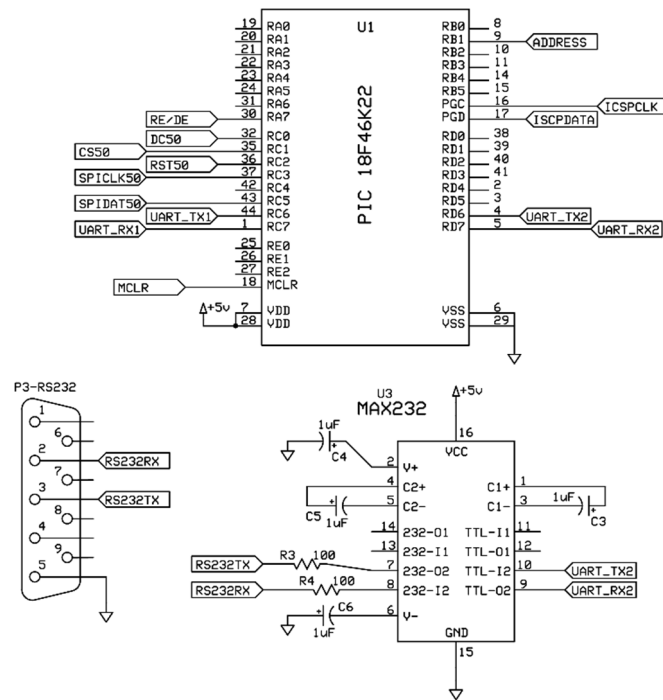 U1
PIC 18F46K22
19 RA0 RB0 8
20 RA1 RB1 9 ADDRESS
21 RA2 RB2 10
22 RA3 RB3 11
23 RA4 RB4 14
24 RA5 RB5 15
31 RA6 PGC 16 ICSPCLK
RE/DE 30 RA7 PGD 17 ISCPDATA
DC50 32 RC0 RD0 38
CS50 35 RC1 RD1 39
RST50 36 RC2 RD2 40
SPICLK50 37 RC3 RD3 41
42 RC4 RD4 2
SPIDAT50 43 RC5 RD5 3
UART_TX1 44 RC6 RD6 4 UART_TX2
UART_RX1 1 RC7 RD7 5 UART_RX2
25 RE0
26 RE1
27 RE2
MCLR 18 MCLR
+5v 7 VDD VSS 6
28 VDD VSS 29
P3-RS232
1
6
2 RS232RX
7
3 RS232TX
8
4
9
5
U3
MAX232
+5v
16
VCC
1uF + C4 2 V+
4 C2+ C1+ 1
C5 + 1uF 5 C2- C1- 3 1uF + C3
14 232-O1 TTL-I1 11
13 232-I1 TTL-O1 12
RS232TX R3 100 7 232-O2 TTL-I2 10 UART_TX2
RS232RX R4 100 8 232-I2 TTL-O2 9 UART_RX2
+ C6 1uF 6 V-
GND
15